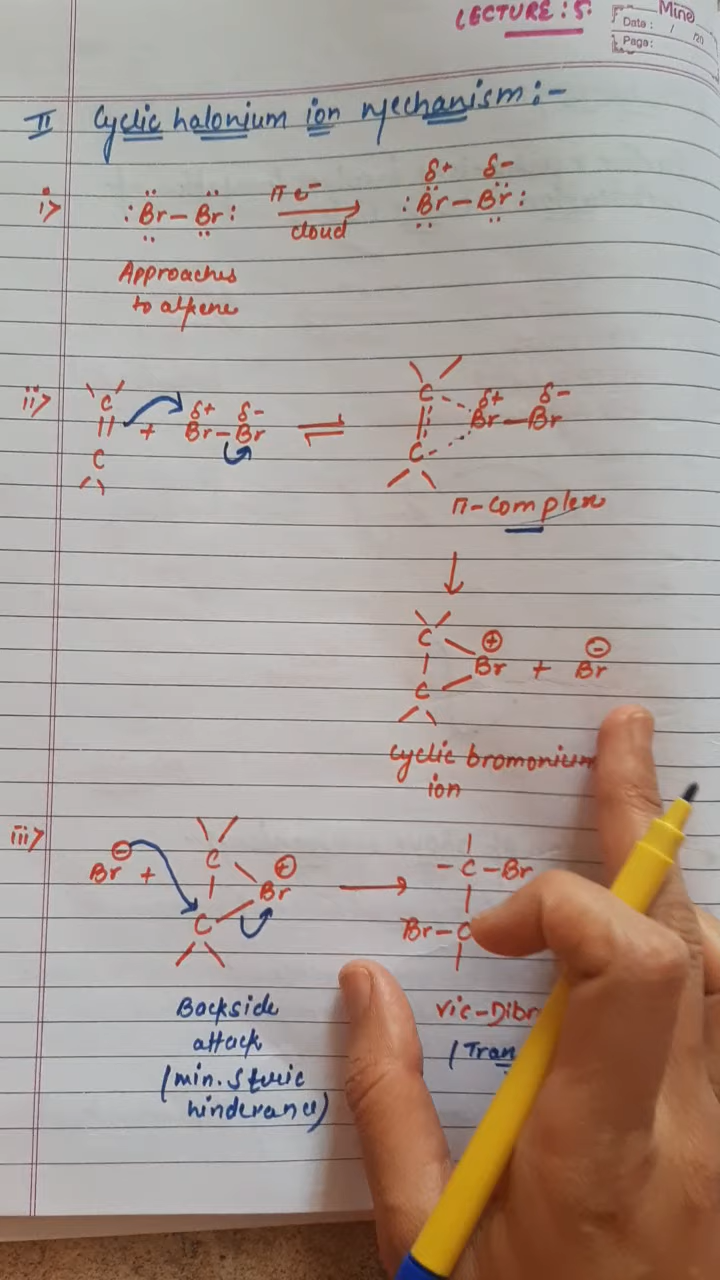 LECTURE : 5.
Mine
Date : / /20
Page:
II Cyclic halonium ion mechanism :-
i> :Br — Br: π e⁻ cloud → δ+ δ- :Br — Br:
Approaches
to alkene
ii> C = C + δ+ δ- Br — Br ⇌ C = C δ+ δ- Br — Br
π-complex
↓
C — C Br ⊕ + Br ⊖
cyclic bromonium
ion
iii> Br ⊖ + C — C Br ⊕ → - C - Br
Br - C
Backside
attack
(min. steric
hinderance)
vic-Dibr
(Tran